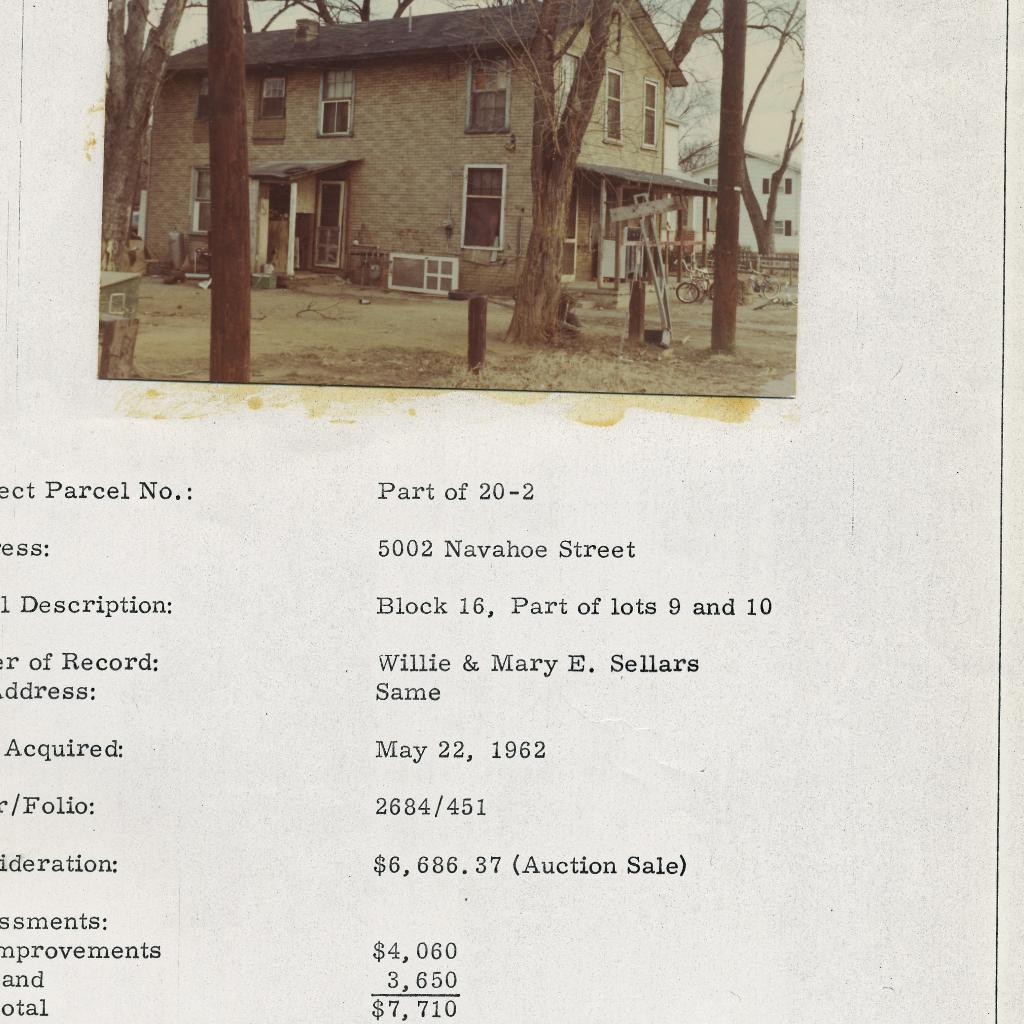 ect Parcel No.: Part of 20-2
ess: 5002 Navahoe Street
l Description: Block 16, Part of lots 9 and 10
er of Record: Willie & Mary E. Sellars
Address: Same
Acquired: May 22, 1962
r/Folio: 2684/451
ideration: $6,686.37 (Auction Sale)
ssments:
mprovements $4,060
and 3,650
otal $7,710